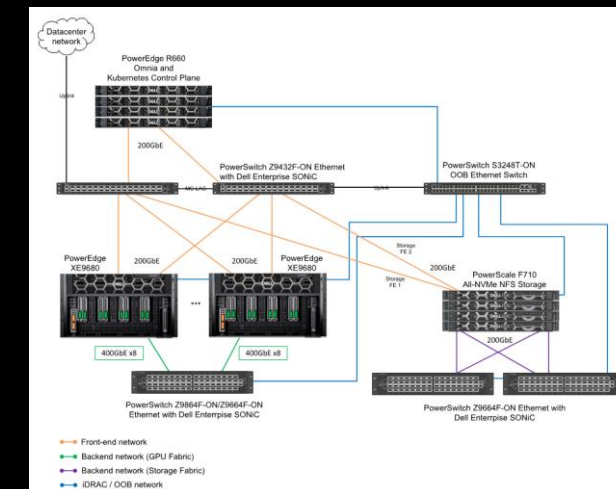 Datacenter
network
PowerEdge R660
Omnia and
Kubernetes Control Plane
Uplink
200GbE
PowerSwitch Z9432F-ON Ethernet
with Dell Enterprise SONiC
PowerSwitch S3248T-ON
OOB Ethernet Switch
MC-LAG
Uplink
PowerEdge
XE9680
200GbE
200GbE
PowerEdge
XE9680
Storage
FE 2
Storage
FE 1
200GbE
PowerScale F710
All-NVMe NFS Storage
...
200GbE
400GbE x8
400GbE x8
PowerSwitch Z9864F-ON/Z9664F-ON
Ethernet with Dell Enterrpise SONiC
PowerSwitch Z9664F-ON Ethernet with
Dell Enterrpise SONiC
Front-end network
Backend network (GPU Fabric)
Backend network (Storage Fabric)
iDRAC / OOB network